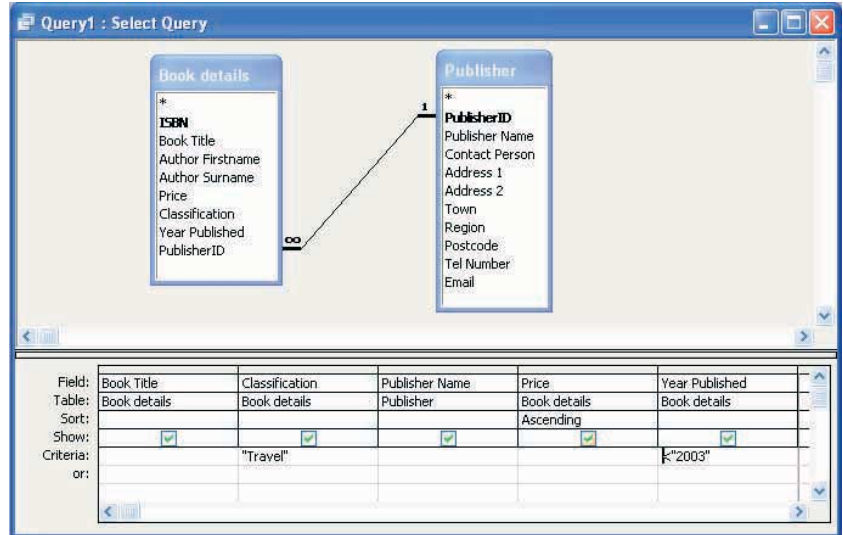 Query1 : Select Query
Book details
*
ISBN
Book Title
Author Firstname
Author Surname
Price
Classification
Year Published
PublisherID
∞
1
Publisher
*
PublisherID
Publisher Name
Contact Person
Address 1
Address 2
Town
Region
Postcode
Tel Number
Email
Field: Book Title Classification Publisher Name Price Year Published
Table: Book details Book details Publisher Book details Book details
Sort: Ascending
Show:
Criteria: "Travel" <"2003"
or: